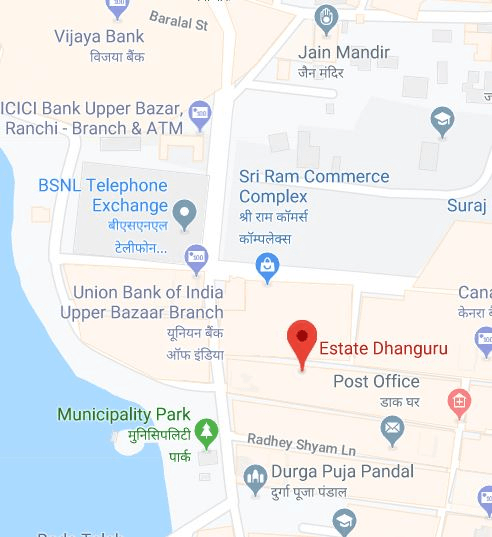 Baralal St
Vijaya Bank
विजया बैंक
Jain Mandir
जैन मंदिर
ICICI Bank Upper Bazar,
Ranchi - Branch & ATM
BSNL Telephone
Exchange
बीएसएनएल
टेलीफोन...
Sri Ram Commerce
Complex
श्री राम कॉमर्स
कॉम्पलेक्स
Suraj
Union Bank of India
Upper Bazaar Branch
यूनियन बैंक
ऑफ इंडिया
Cana
केनरा बै
Estate Dhanguru
Post Office
डाक घर
Municipality Park
मुनिसिपलिटी
पार्क
Radhey Shyam Ln
Durga Puja Pandal
दुर्गा पूजा पंडाल